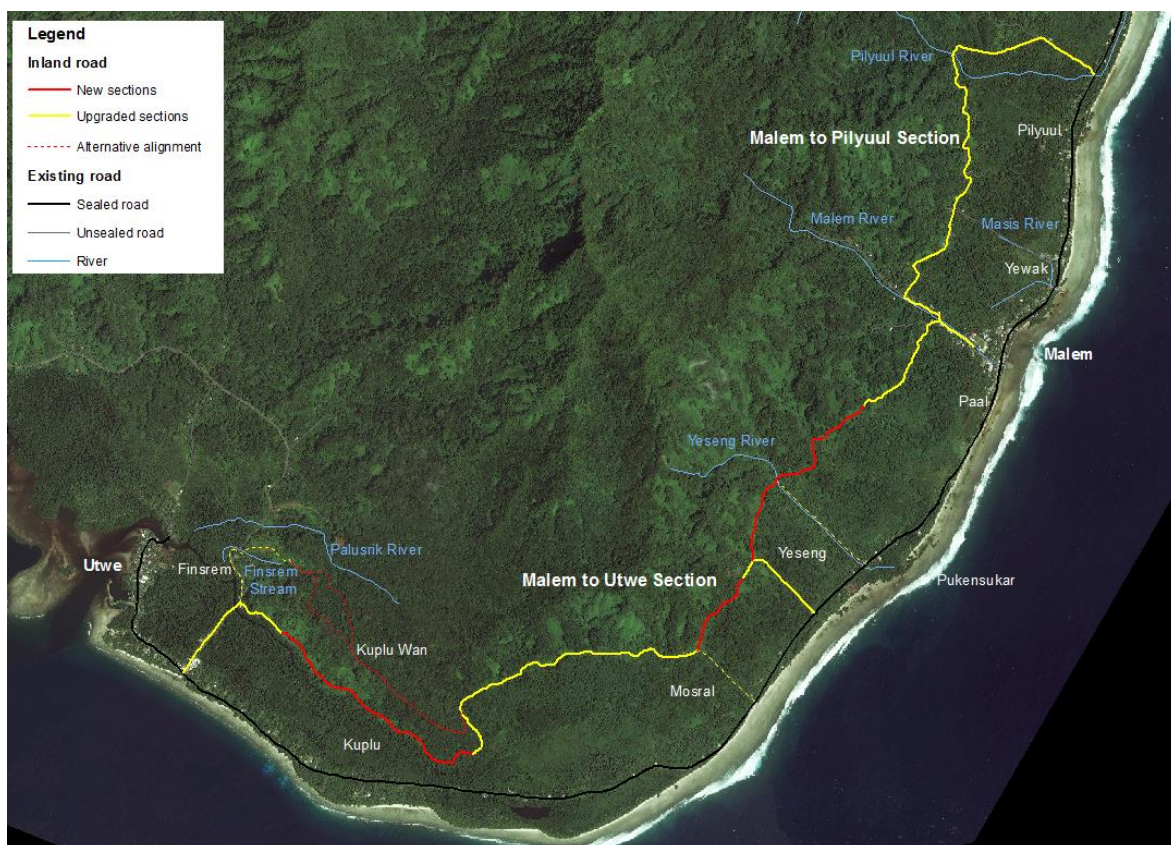 Legend
Inland road
New sections
Upgraded sections
Alternative alignment
Existing road
Sealed road
Unsealed road
River
Pilyuul River
Pilyuul
Malem to Pilyuul Section
Malem River
Masis River
Yewak
Malem
Paal
Yeseng River
Yeseng
Pukensukar
Malem to Utwe Section
Palusrik River
Utwe
Finsrem
Finsrem
Stream
Kuplu Wan
Mosral
Kuplu